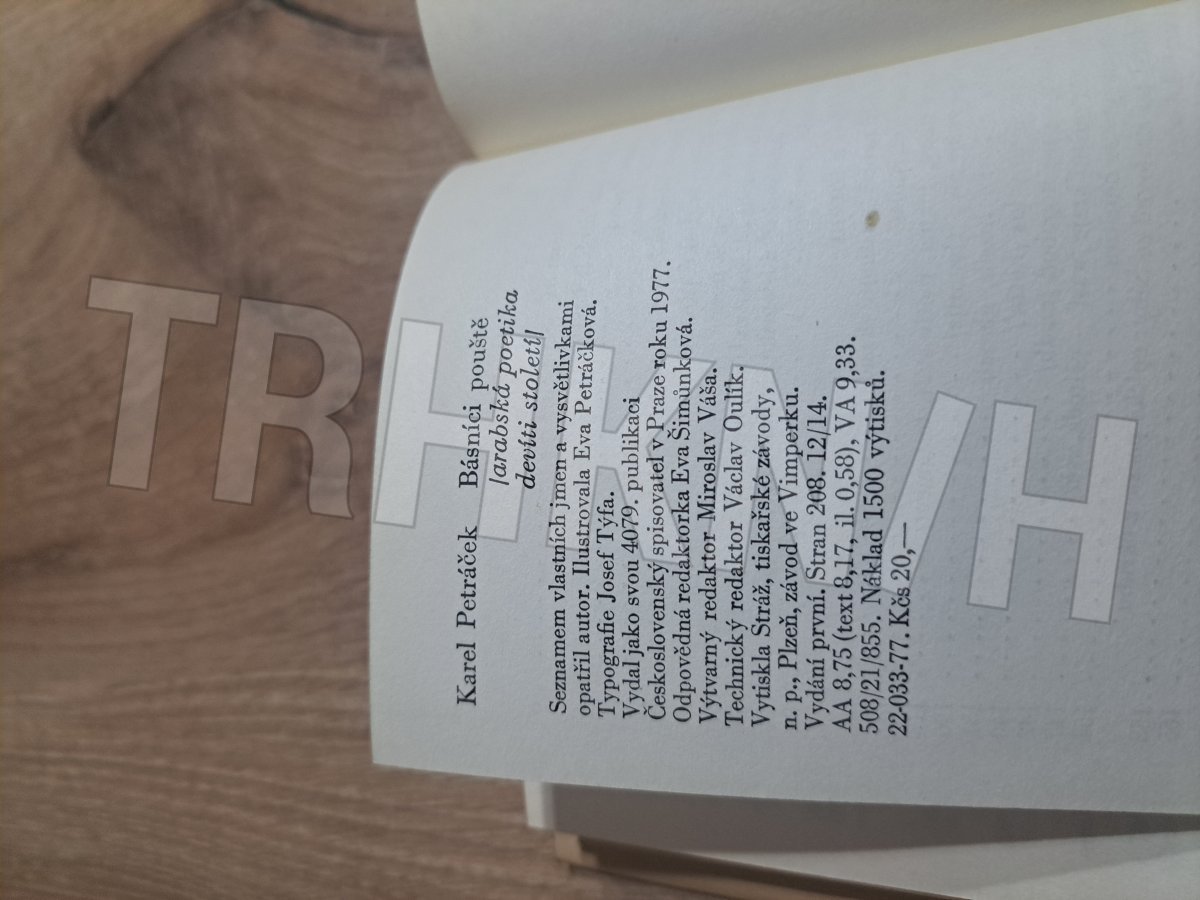 Karel Petráček Básníci pouště
/arabská poetika
devíti století/
Seznamem vlastních jmen a vysvětlivkami
opatřil autor. Ilustrovala Eva Petráčková.
Typografie Josef Týfa.
Vydal jako svou 4079. publikaci
Československý spisovatel v Praze roku 1977.
Odpovědná redaktorka Eva Šimůnková.
Výtvarný redaktor Miroslav Váša.
Technický redaktor Václav Oulík.
Vytiskla Stráž, tiskařské závody,
n. p., Plzeň, závod ve Vimperku.
Vydání první. Stran 208. 12/14.
AA 8,75 (text 8,17, il. 0,58), VA 9,33.
508/21/855. Náklad 1500 výtisků.
22-033-77. Kčs 20,—
TRHKNIH